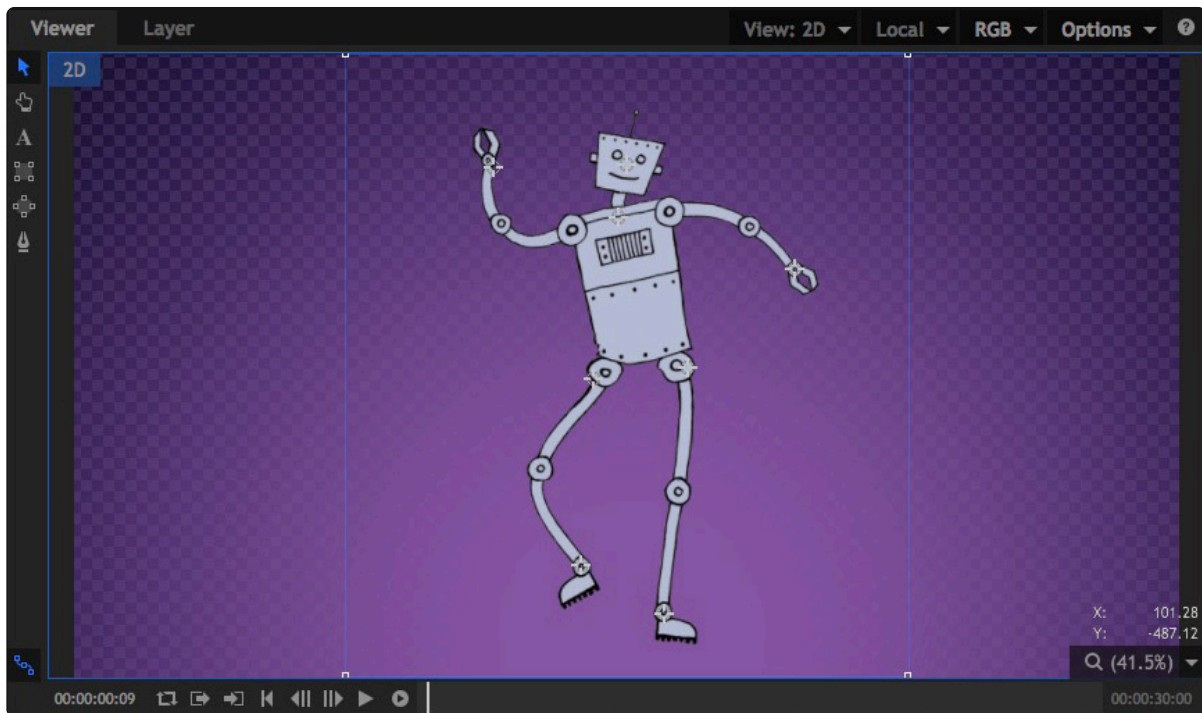 Viewer Layer View: 2D Local RGB Options ?
2D
A
X: 101.28
Y: -487.12
(41.5%)
00:00:00:09 00:00:30:00